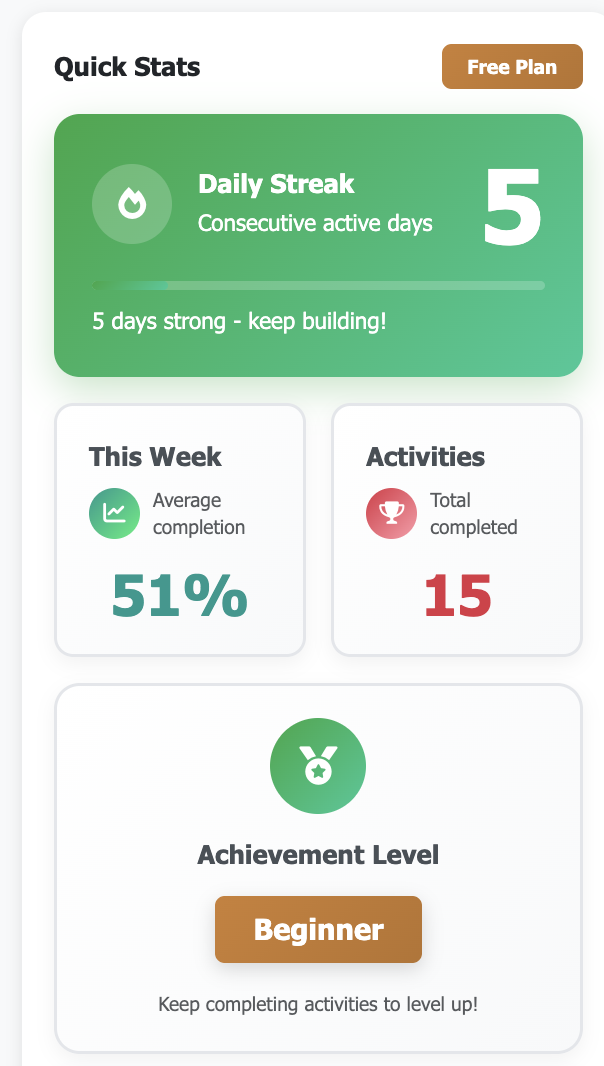 Quick Stats
Free Plan
Daily Streak
Consecutive active days
5
5 days strong - keep building!
This Week
Average
completion
51%
Activities
Total
completed
15
Achievement Level
Beginner
Keep completing activities to level up!